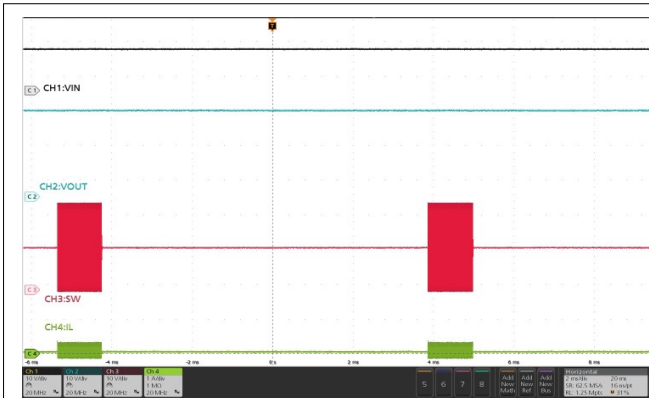 T
C 1 CH1:VIN
CH2:VOUT
C 2
C 3
CH3:SW
CH4:IL
C 4
-6 ms -4 ms -2 ms 0 s 2 ms 4 ms 6 ms 8 ms
Ch 1 Ch 2 Ch 3 Ch 4 Horizontal
10 V/div 10 V/div 10 V/div 1 A/div 5 6 7 8 Add New Math Add New Ref Add New Bus 2 ms/div 20 ms
1 MΩ SR: 62.5 MS/s 16 ns/pt
20 MHz 20 MHz 20 MHz 20 MHz RL: 1.25 Mpts 31%